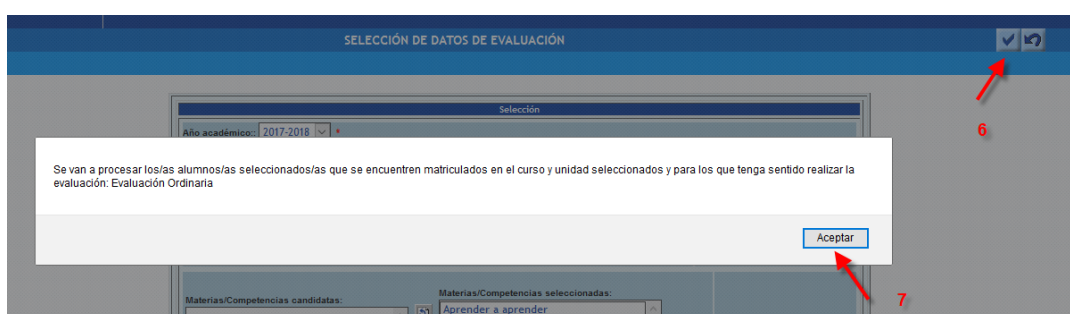 SELECCIÓN DE DATOS DE EVALUACIÓN
6
Selección
Año académico:: 2017-2018 *
Se van a procesar los/as alumnos/as seleccionados/as que se encuentren matriculados en el curso y unidad seleccionados y para los que tenga sentido realizar la
evaluación: Evaluación Ordinaria
Aceptar
7
Materias/Competencias candidatas:
Materias/Competencias seleccionadas:
Aprender a aprender